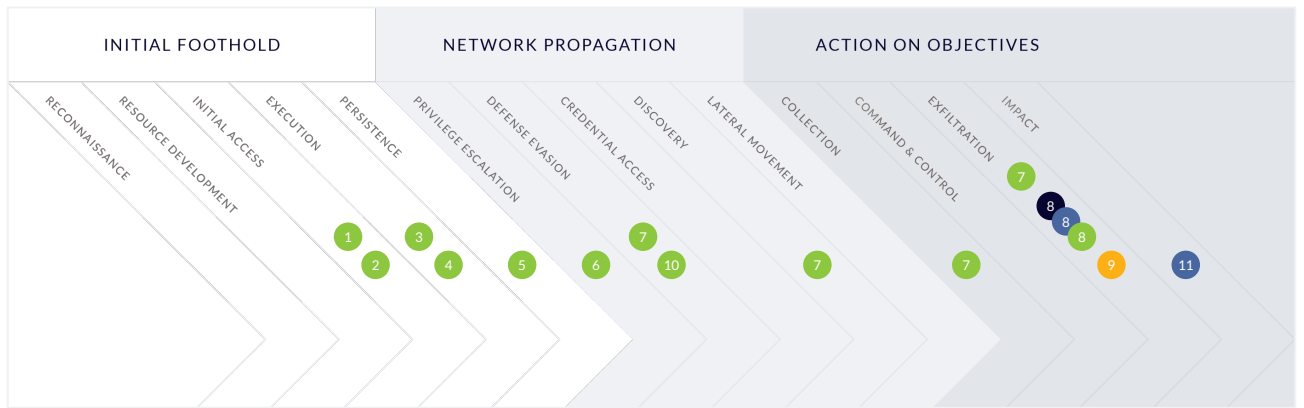 INITIAL FOOTHOLD
NETWORK PROPAGATION
ACTION ON OBJECTIVES
RECONNAISSANCE
RESOURCE DEVELOPMENT
INITIAL ACCESS
EXECUTION
PERSISTENCE
PRIVILEGE ESCALATION
DEFENSE EVASION
CREDENTIAL ACCESS
DISCOVERY
LATERAL MOVEMENT
COLLECTION
COMMAND & CONTROL
EXFILTRATION
IMPACT
7
8
8
1
3
7
8
2
4
5
6
10
7
7
9
11